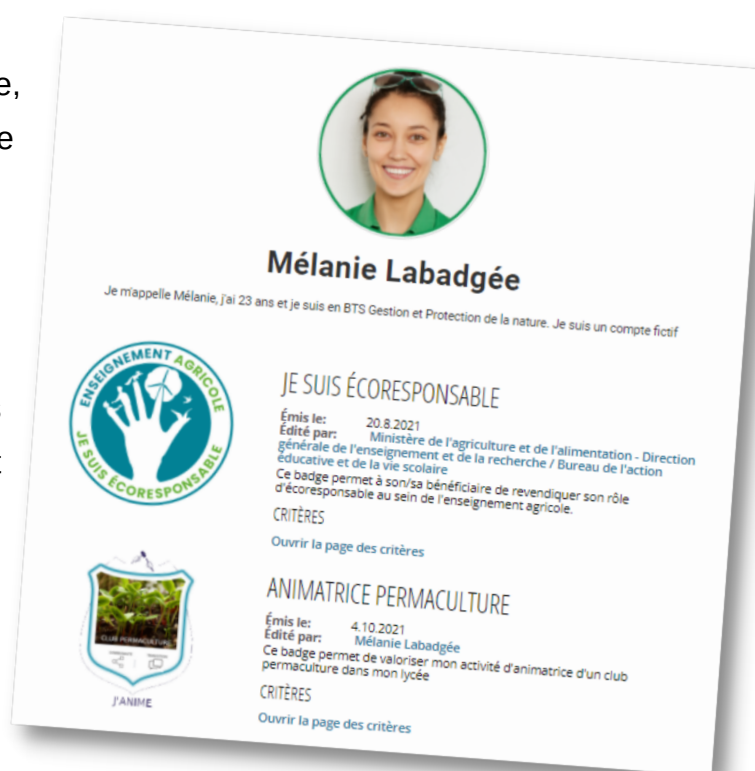 e,
e
t
Mélanie Labadgée
Je m'appelle Mélanie, j'ai 23 ans et je suis en BTS Gestion et Protection de la nature. Je suis un compte fictif
ENSEIGNEMENT AGRICOLE
JE SUIS ÉCORESPONSABLE
JE SUIS ÉCORESPONSABLE
Émis le: 20.8.2021
Édité par: Ministère de l'agriculture et de l'alimentation - Direction
générale de l'enseignement et de la recherche / Bureau de l'action
éducative et de la vie scolaire
Ce badge permet à son/sa bénéficiaire de revendiquer son rôle
d'écoresponsable au sein de l'enseignement agricole.
CRITÈRES
Ouvrir la page des critères
CLUB PERMACULTURE
J'ANIME
ANIMATRICE PERMACULTURE
Émis le: 4.10.2021
Édité par: Mélanie Labadgée
Ce badge permet de valoriser mon activité d'animatrice d'un club
permaculture dans mon lycée
CRITÈRES
Ouvrir la page des critères